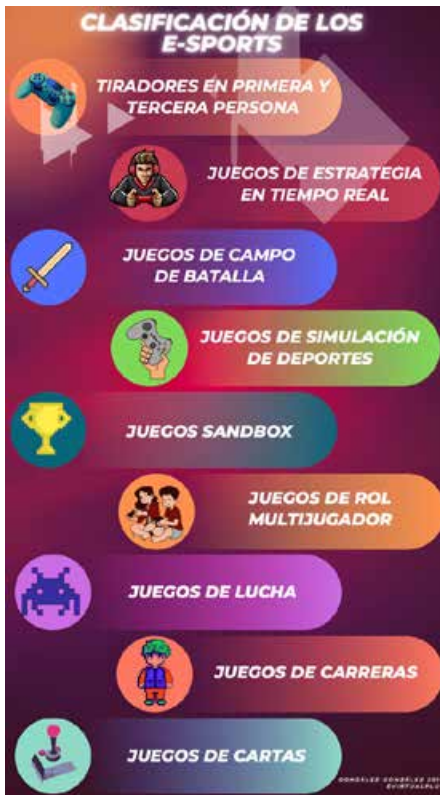 CLASIFICACIÓN DE LOS
E-SPORTS
TIRADORES EN PRIMERA Y
TERCERA PERSONA
JUEGOS DE ESTRATEGIA
EN TIEMPO REAL
JUEGOS DE CAMPO
DE BATALLA
JUEGOS DE SIMULACIÓN
DE DEPORTES
JUEGOS SANDBOX
JUEGOS DE ROL
MULTIJUGADOR
JUEGOS DE LUCHA
JUEGOS DE CARRERAS
JUEGOS DE CARTAS
GONZÁLEZ GONZÁLEZ